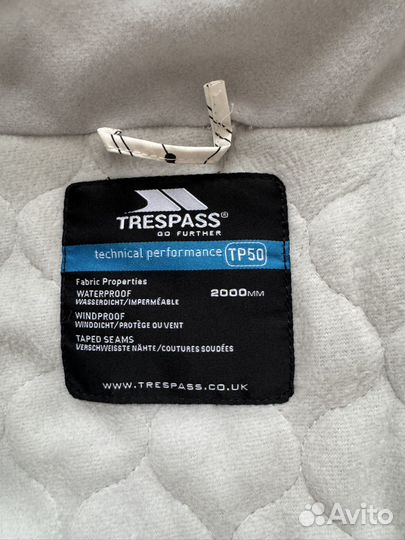 TRESPASS®
GO FURTHER
technical performance TP50
Fabric Properties
WATERPROOF 2000MM
WASSERDICHT/IMPERMÉABLE
WINDPROOF
WINDDICHT/PROTÈGE DU VENT
TAPED SEAMS
VERSCHWEISSTE NÄHTE/COUTURES SOUDÉES
WWW.TRESPASS.CO.UK
Avito